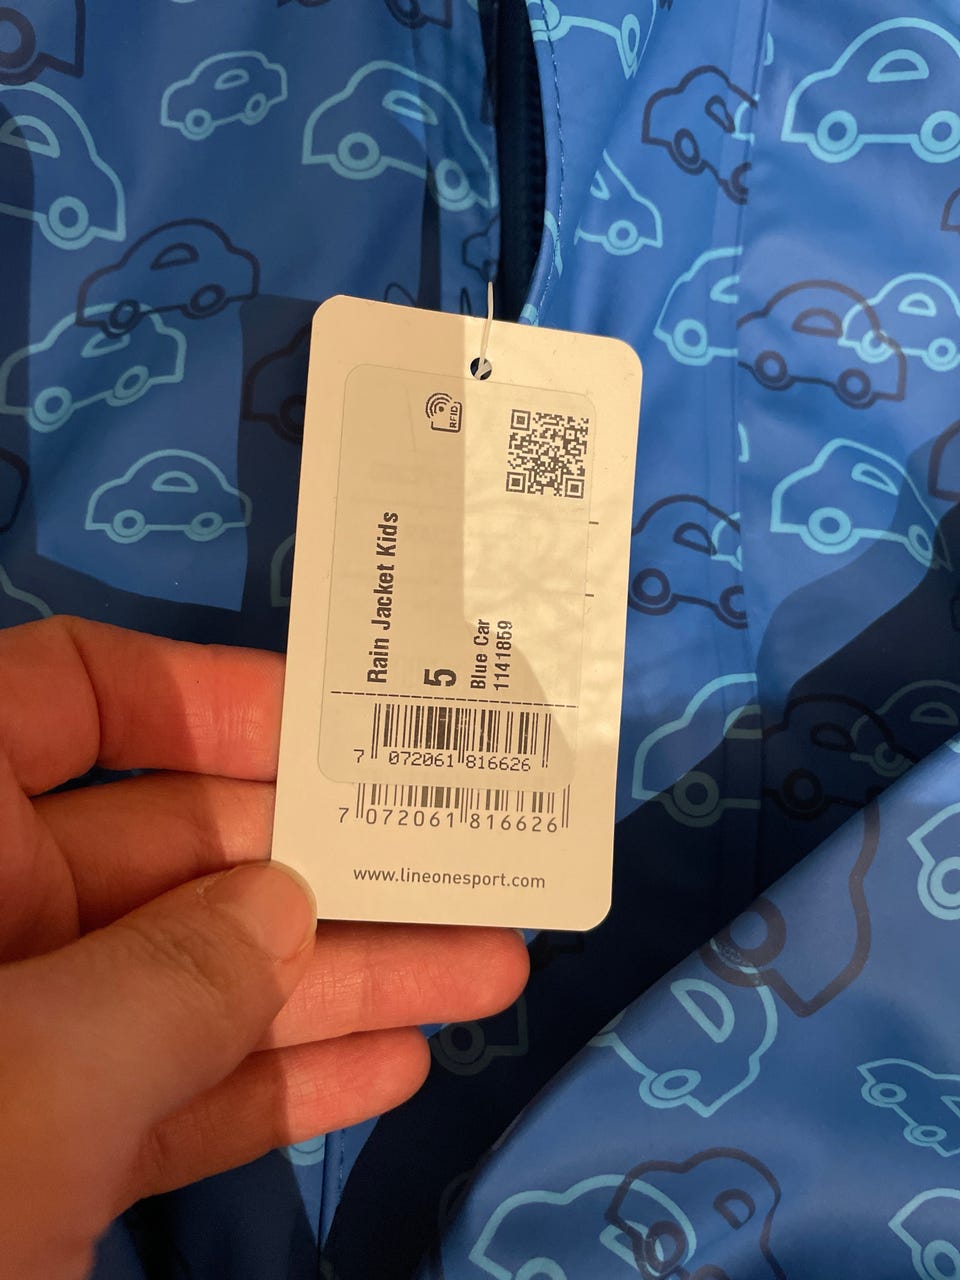 RFID
Rain Jacket Kids
5
Blue Car
1141859
7 072061 816626
7 072061 816626
www.lineonesport.com